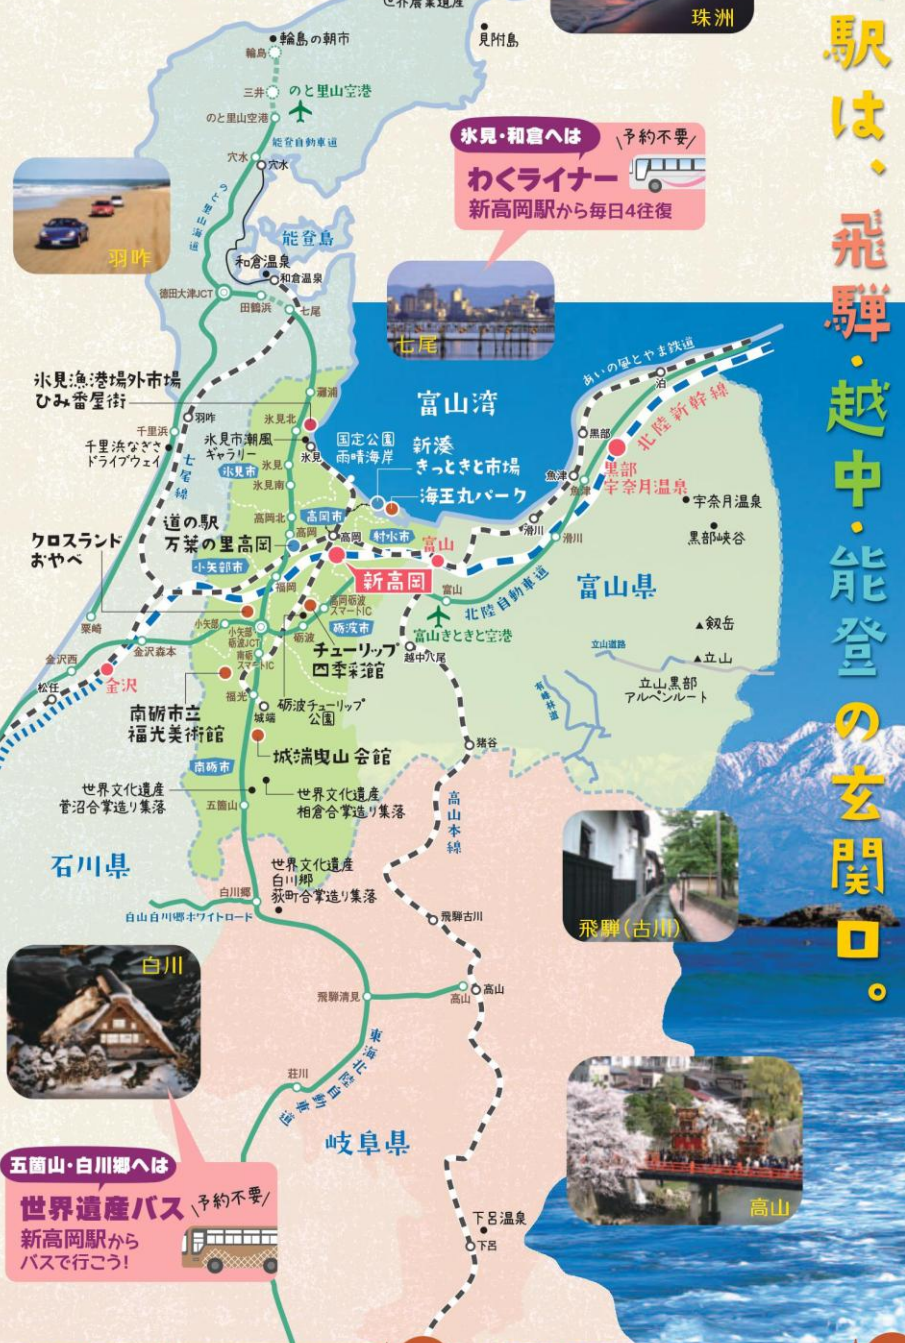 駅は、飛騨・越中・能登の玄関口。
世界農業遺産
珠洲
輪島の朝市
輪島
見附島
三井
のと里山空港
のと里山空港
能登自動車道
穴水
穴水
のと里山海道
羽咋
氷見・和倉へは
予約不要
わくライナー
新高岡駅から毎日4往復
能登島
和倉温泉
和倉温泉
徳田大津JCT
田鶴浜
七尾
七尾
あいの風とやま鉄道
泊
北陸新幹線
氷見漁港場外市場
ひみ番屋街
灘浦
富山湾
羽咋
千里浜
千里浜なぎさ
ドライブウェイ
七尾線
氷見北
氷見市潮風
ギャラリー
氷見
氷見市
氷見
氷見南
国定公園
雨晴海岸
新湊
きっときと市場
海王丸パーク
黒部
黒部
宇奈月温泉
魚津
魚津
宇奈月温泉
黒部峡谷
クロスランド
おやべ
道の駅
万葉の里高岡
高岡北
高岡市
高岡
高岡
射水市
滑川
滑川
小矢部市
新高岡
富山
福岡
富山
北陸自動車道
富山県
高岡砺波
スマートIC
富山きときと空港
粟崎
小矢部
小矢部
砺波JCT
砺波
砺波市
南砺
スマートIC
チューリップ
四季彩館
越中八尾
剱岳
立山道路
立山
立山黒部
アルペンルート
有峰林道
金沢西
金沢森本
松任
金沢
南砺市立
福光美術館
福光
城端
砺波チューリップ
公園
城端曳山会館
猪谷
南砺市
世界文化遺産
菅沼合掌造り集落
五箇山
世界文化遺産
相倉合掌造り集落
高山本線
石川県
世界文化遺産
白川郷
荻町合掌造り集落
白川郷
白山白川郷ホワイトロード
飛騨古川
飛騨(古川)
白川
飛騨清見
高山
高山
東海北陸自動車道
荘川
岐阜県
高山
五箇山・白川郷へは
世界遺産バス
予約不要
新高岡駅から
バスで行こう!
下呂温泉
下呂